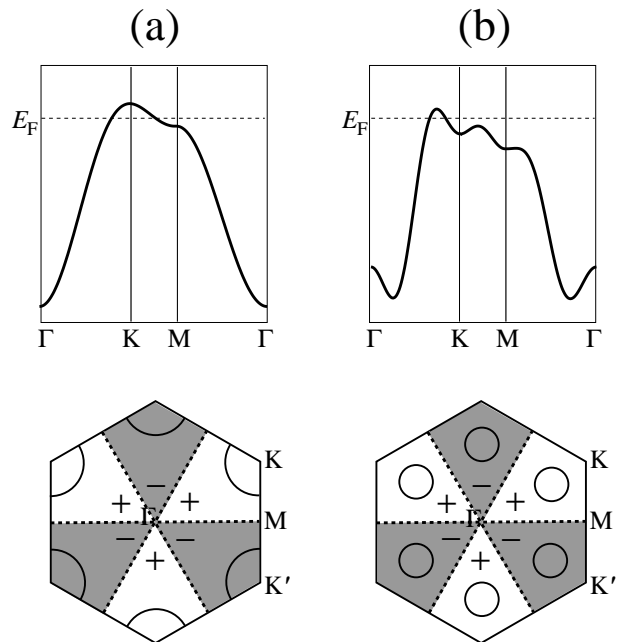 (a) (b)
E_F E_F
Γ K M Γ Γ K M Γ
K K
+ − + + − +
Γ M Γ M
− + − − + −
K′ K′